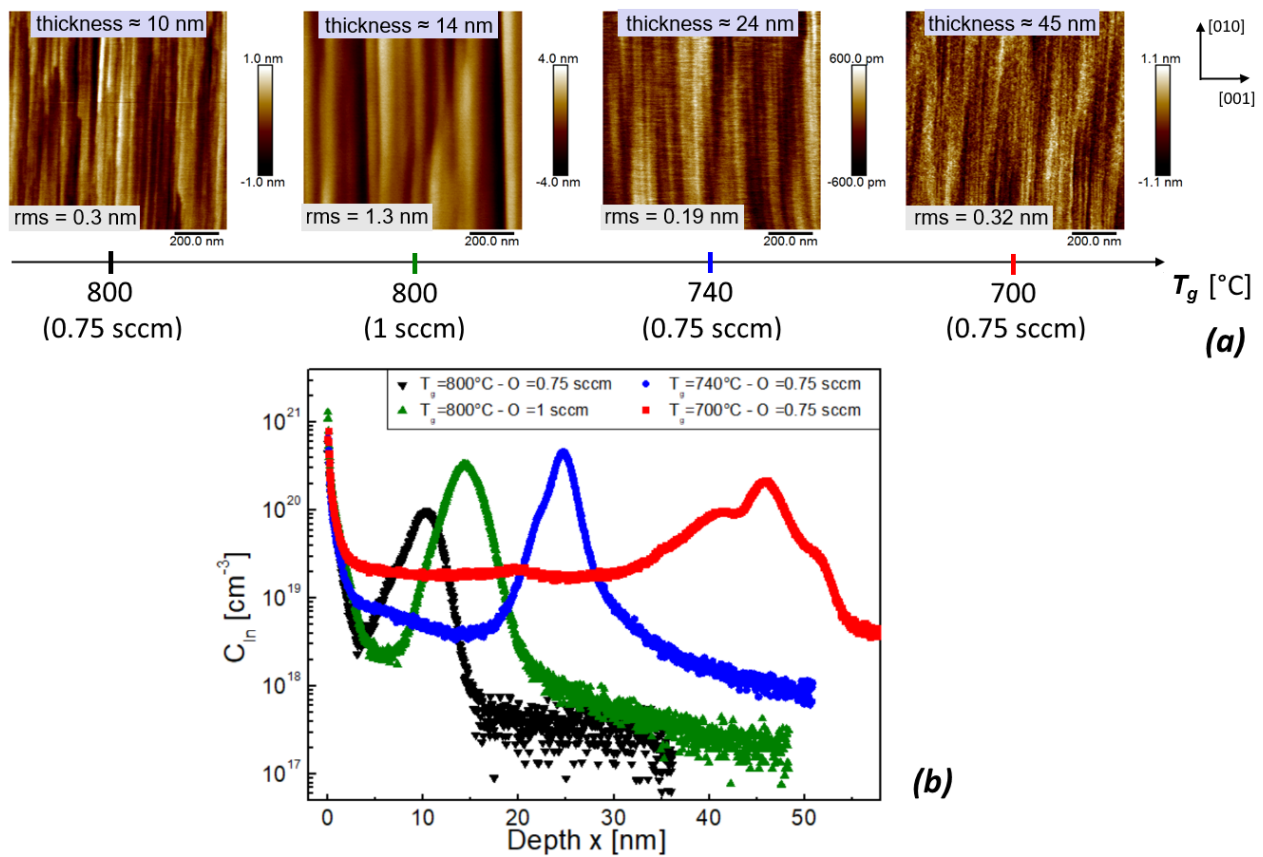 thickness ≈ 10 nm
thickness ≈ 14 nm
thickness ≈ 24 nm
thickness ≈ 45 nm
[010]
[001]
1.0 nm
-1.0 nm
4.0 nm
-4.0 nm
600.0 pm
-600.0 pm
1.1 nm
-1.1 nm
rms = 0.3 nm
rms = 1.3 nm
rms = 0.19 nm
rms = 0.32 nm
200.0 nm
200.0 nm
200.0 nm
200.0 nm
800
(0.75 sccm)
800
(1 sccm)
740
(0.75 sccm)
700
(0.75 sccm)
Tg [°C]
(a)
Tg=800°C - O =0.75 sccm
Tg=800°C - O =1 sccm
Tg=740°C - O =0.75 sccm
Tg=700°C - O =0.75 sccm
10^21
10^20
10^19
10^18
10^17
CIn [cm-3]
0 10 20 30 40 50
Depth x [nm]
(b)